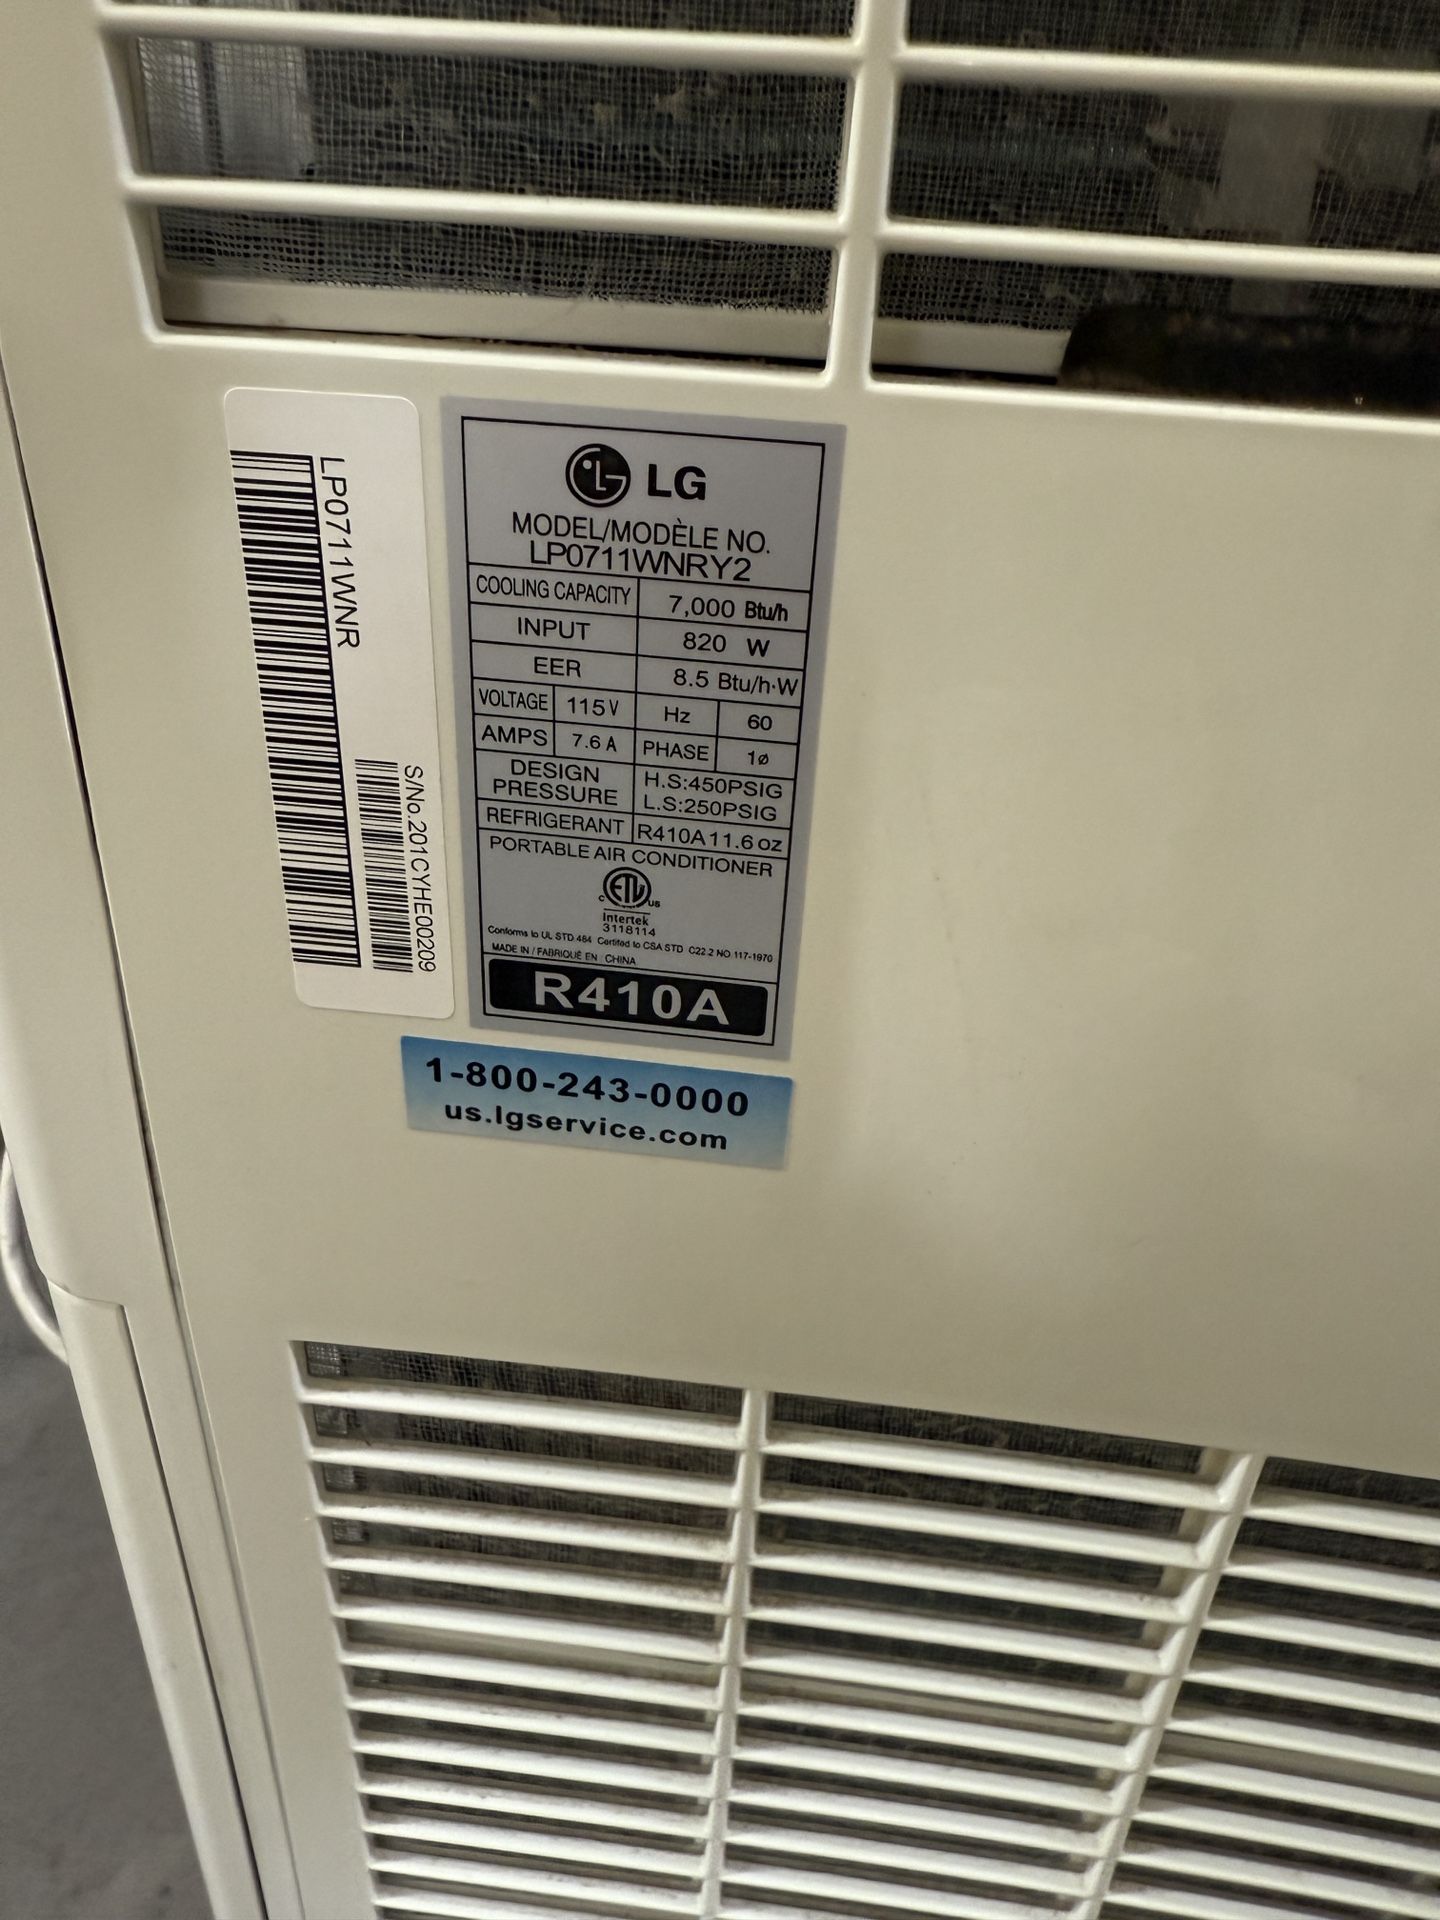 LP0711WNR
S/No.201CYHE00209
LG
MODEL/MODÈLE NO.
LP0711WNRY2
COOLING CAPACITY 7,000 Btu/h
INPUT 820 W
EER 8.5 Btu/h·W
VOLTAGE 115V Hz 60
AMPS 7.6 A PHASE 1ø
DESIGN PRESSURE H.S:450PSIG
L.S:250PSIG
REFRIGERANT R410A 11.6 oz
PORTABLE AIR CONDITIONER
C ETL US
Intertek
3118114
Conforms to UL STD 484 Certified to CSA STD C22.2 NO.117-1970
MADE IN / FABRIQUÉ EN : CHINA
R410A
1-800-243-0000
us.lgservice.com